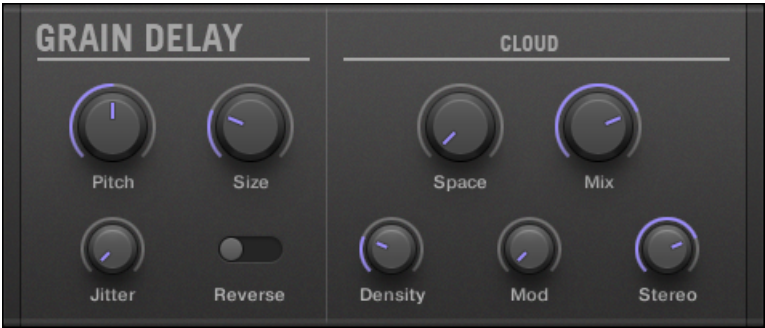 GRAIN DELAY
CLOUD
Pitch
Size
Space
Mix
Jitter
Reverse
Density
Mod
Stereo